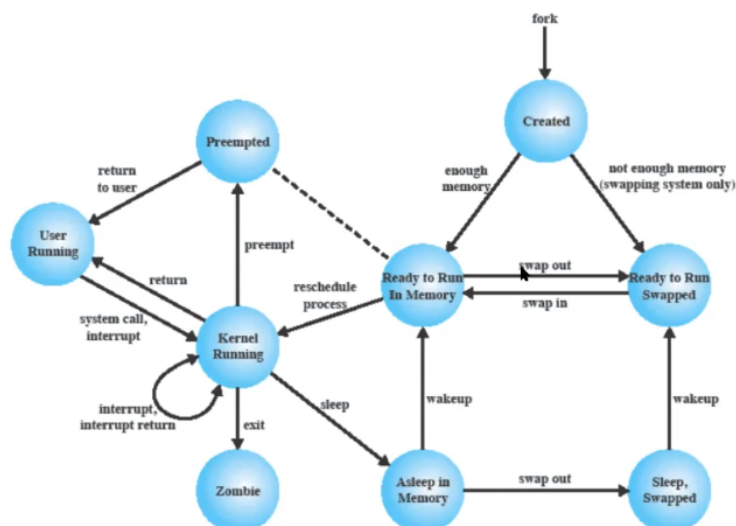 fork
Created
Preempted
return
to user
enough
memory
not enough memory
(swapping system only)
User
Running
preempt
return
Ready to Run
In Memory
swap out
swap in
Ready to Run
Swapped
reschedule
process
system call,
interrupt
Kernel
Running
interrupt,
interrupt return
exit
sleep
wakeup
wakeup
Zombie
Asleep in
Memory
swap out
Sleep,
Swapped